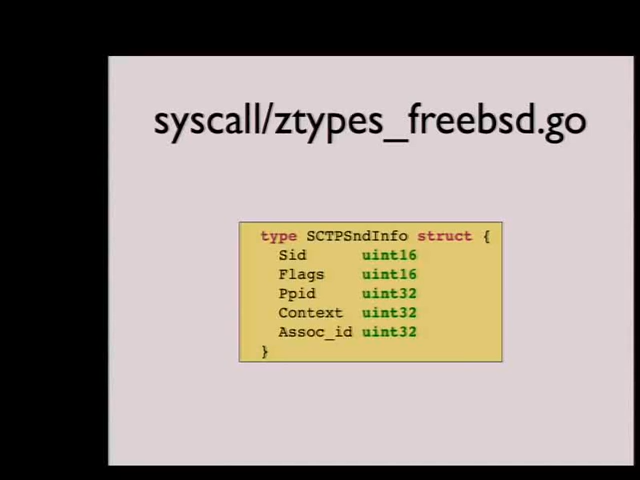 syscall/ztypes_freebsd.go
type SCTPSndInfo struct {
Sid uint16
Flags uint16
Ppid uint32
Context uint32
Assoc_id uint32
}